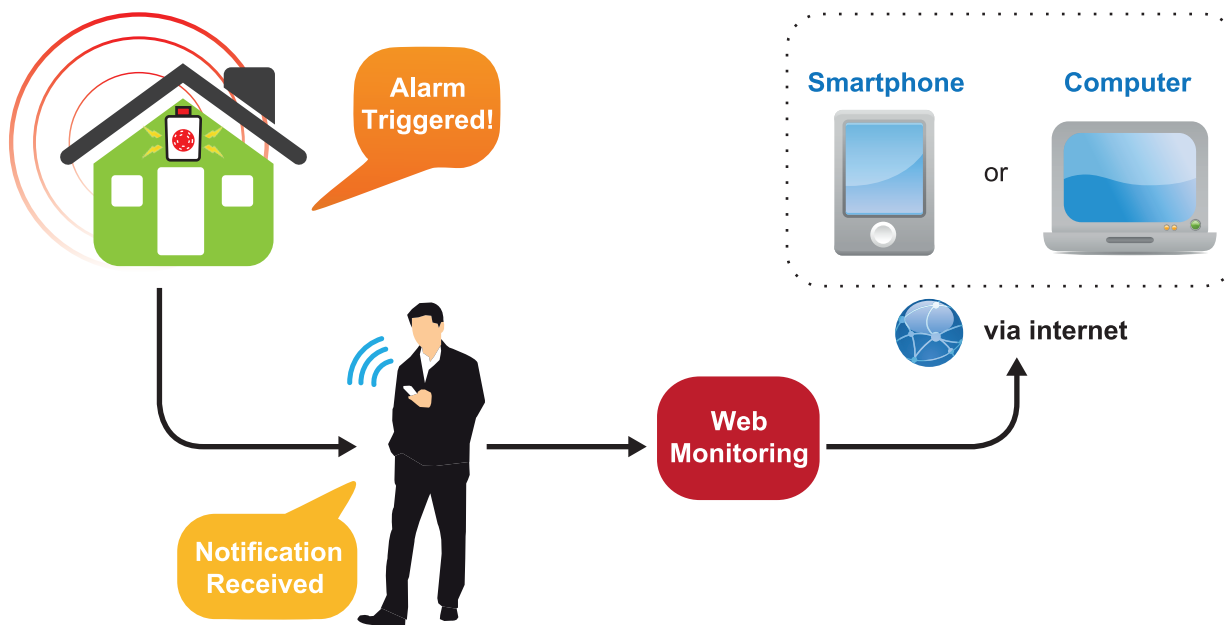 Alarm
Triggered!
Smartphone
or
Computer
via internet
Web
Monitoring
Notification
Received